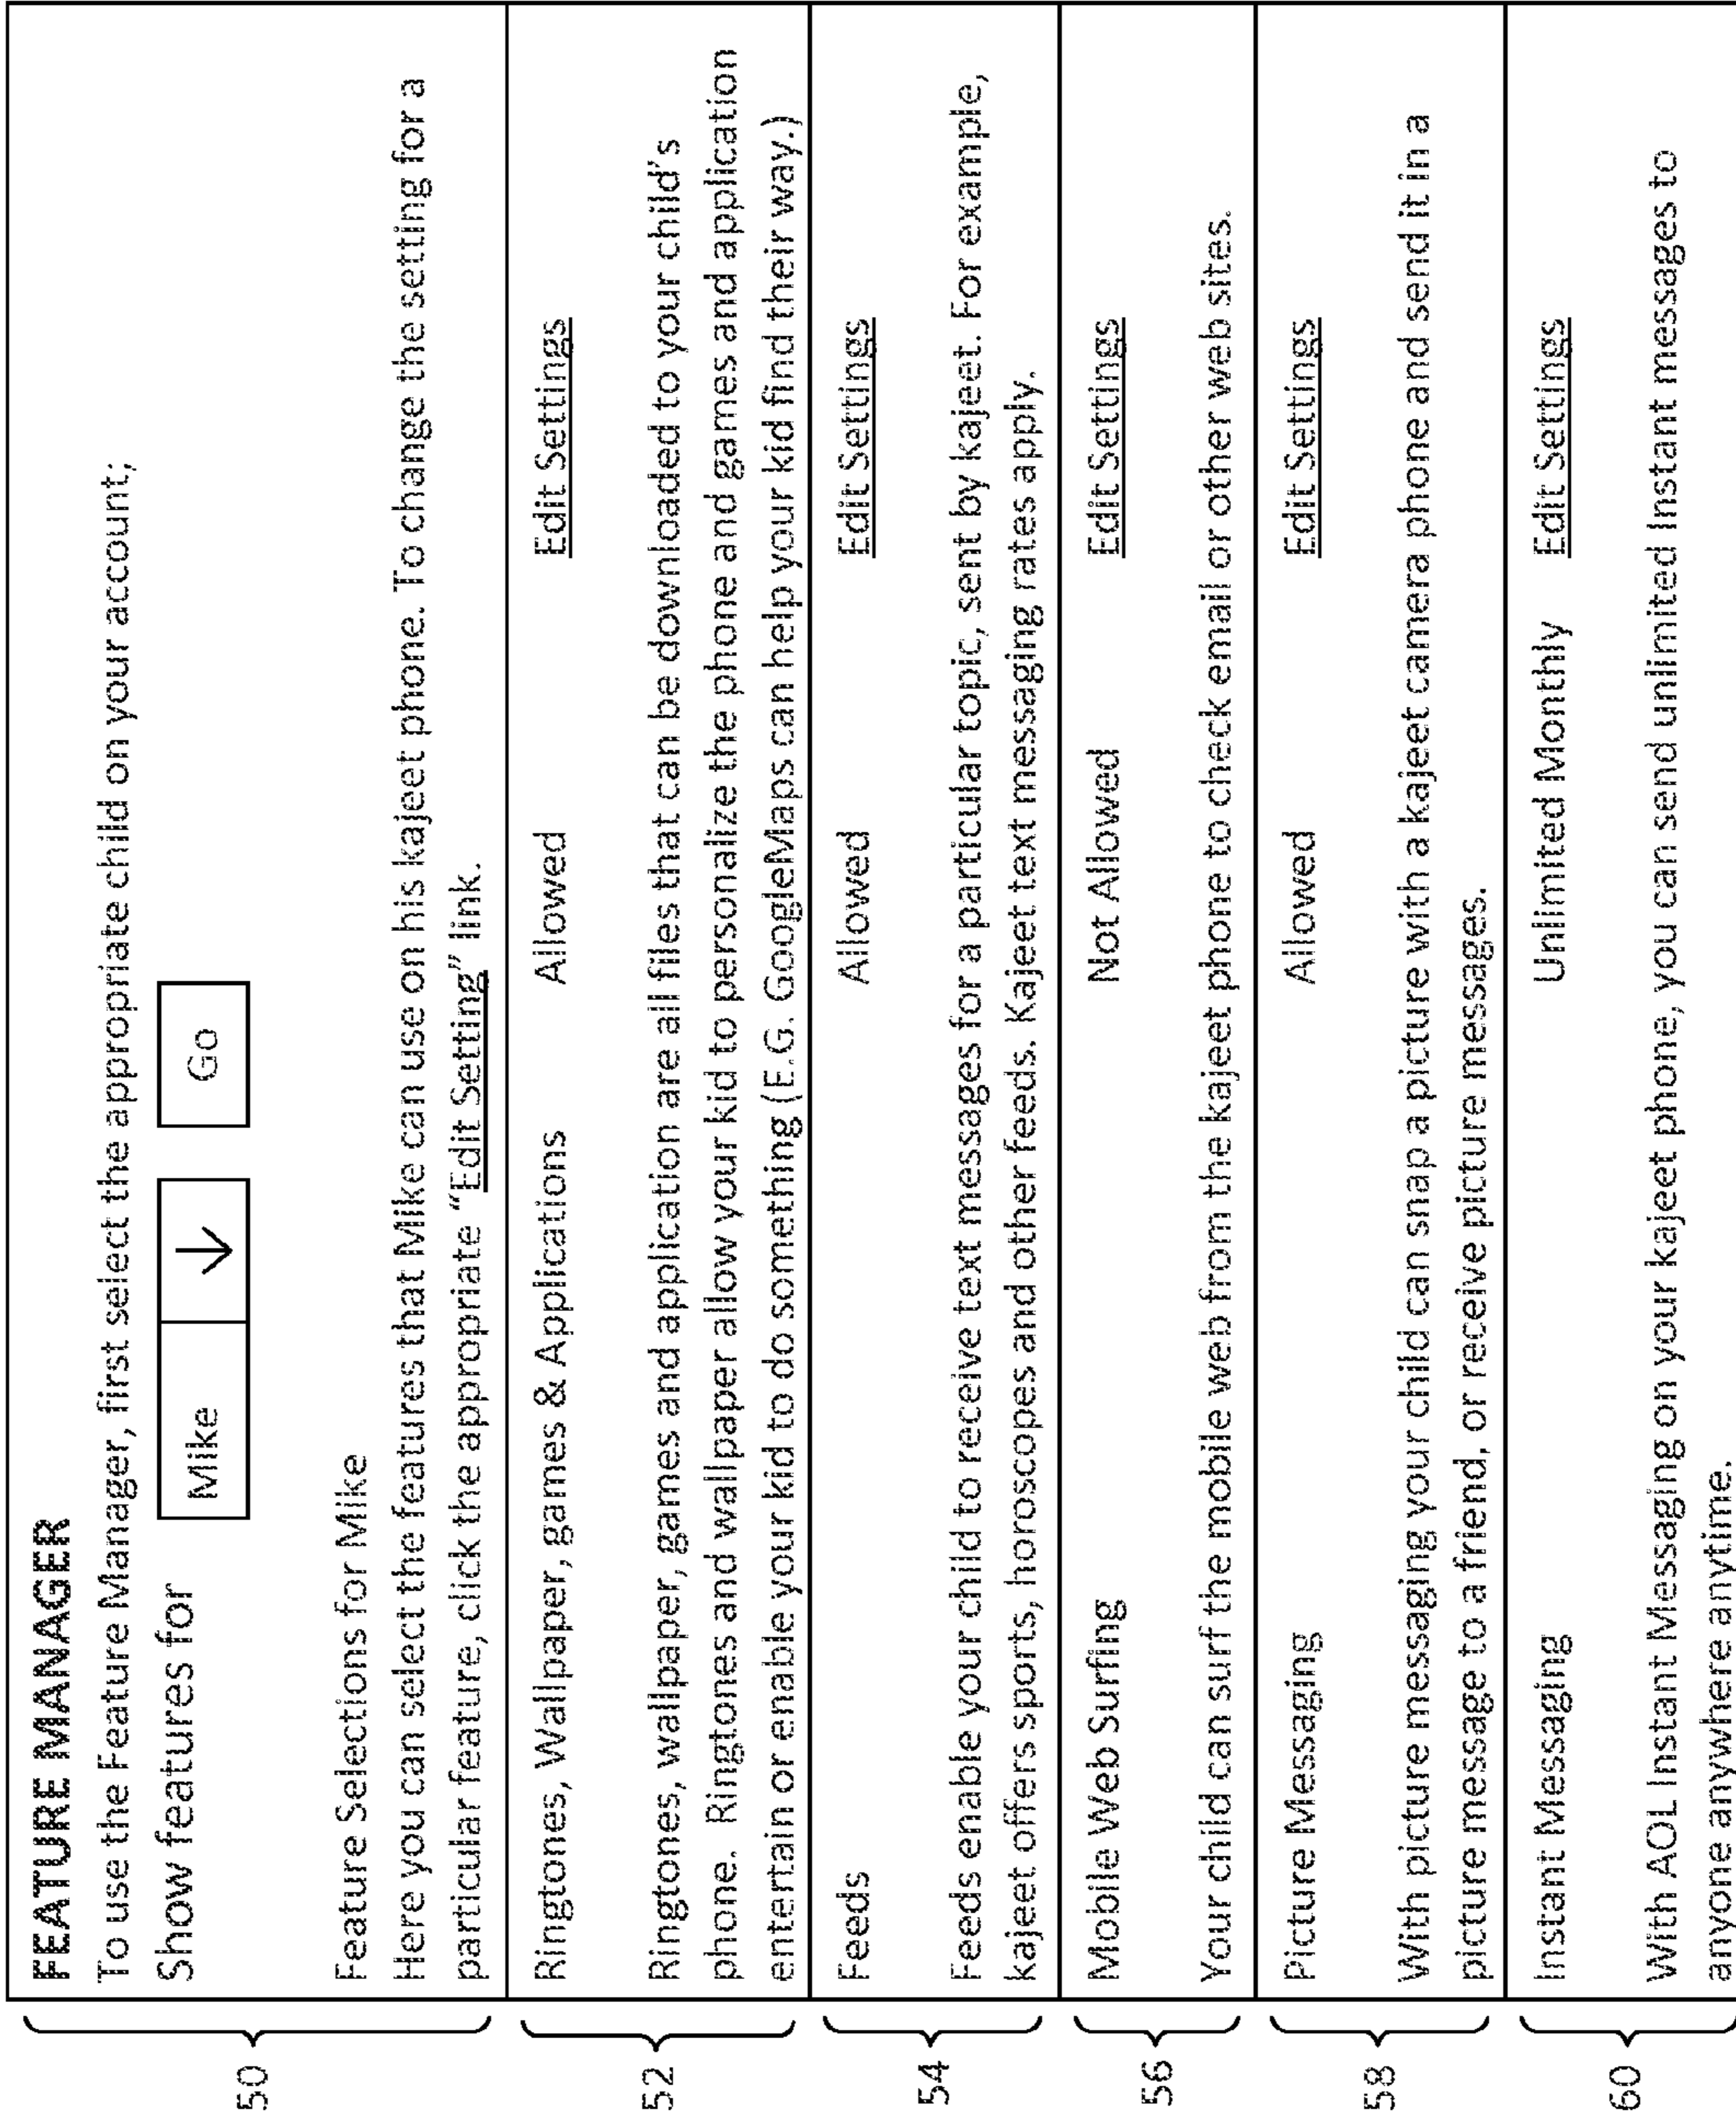 FEATURE MANAGER
To use the Feature Manager, first select the appropriate child on your account;
Show features for Mike ↓ Go
Feature Selections for Mike
Here you can select the features that Mike can use on his kajeet phone. To change the setting for a
particular feature, click the appropriate “Edit Setting” link.
50
Ringtones, Wallpaper, games & Applications Allowed Edit Settings
Ringtones, wallpaper, games and application are all files that can be downloaded to your child's
phone. Ringtones and wallpaper allow your kid to personalize the phone and games and application
entertain or enable your kid to do something (E.G. GoogleMaps can help your kid find their way.)
52
Feeds Allowed Edit Settings
Feeds enable your child to receive text messages for a particular topic, sent by kajeet. For example,
kajeet offers sports, horoscopes and other feeds. Kajeet text messaging rates apply.
54
Mobile Web Surfing Not Allowed Edit Settings
Your child can surf the mobile web from the kajeet phone to check email or other web sites.
56
Picture Messaging Allowed Edit Settings
With picture messaging your child can snap a picture with a kajeet camera phone and send it in a
picture message to a friend, or receive picture messages.
58
Instant Messaging Unlimited Monthly Edit Settings
With AOL Instant Messaging on your kajeet phone, you can send unlimited instant messages to
anyone anywhere anytime.
60